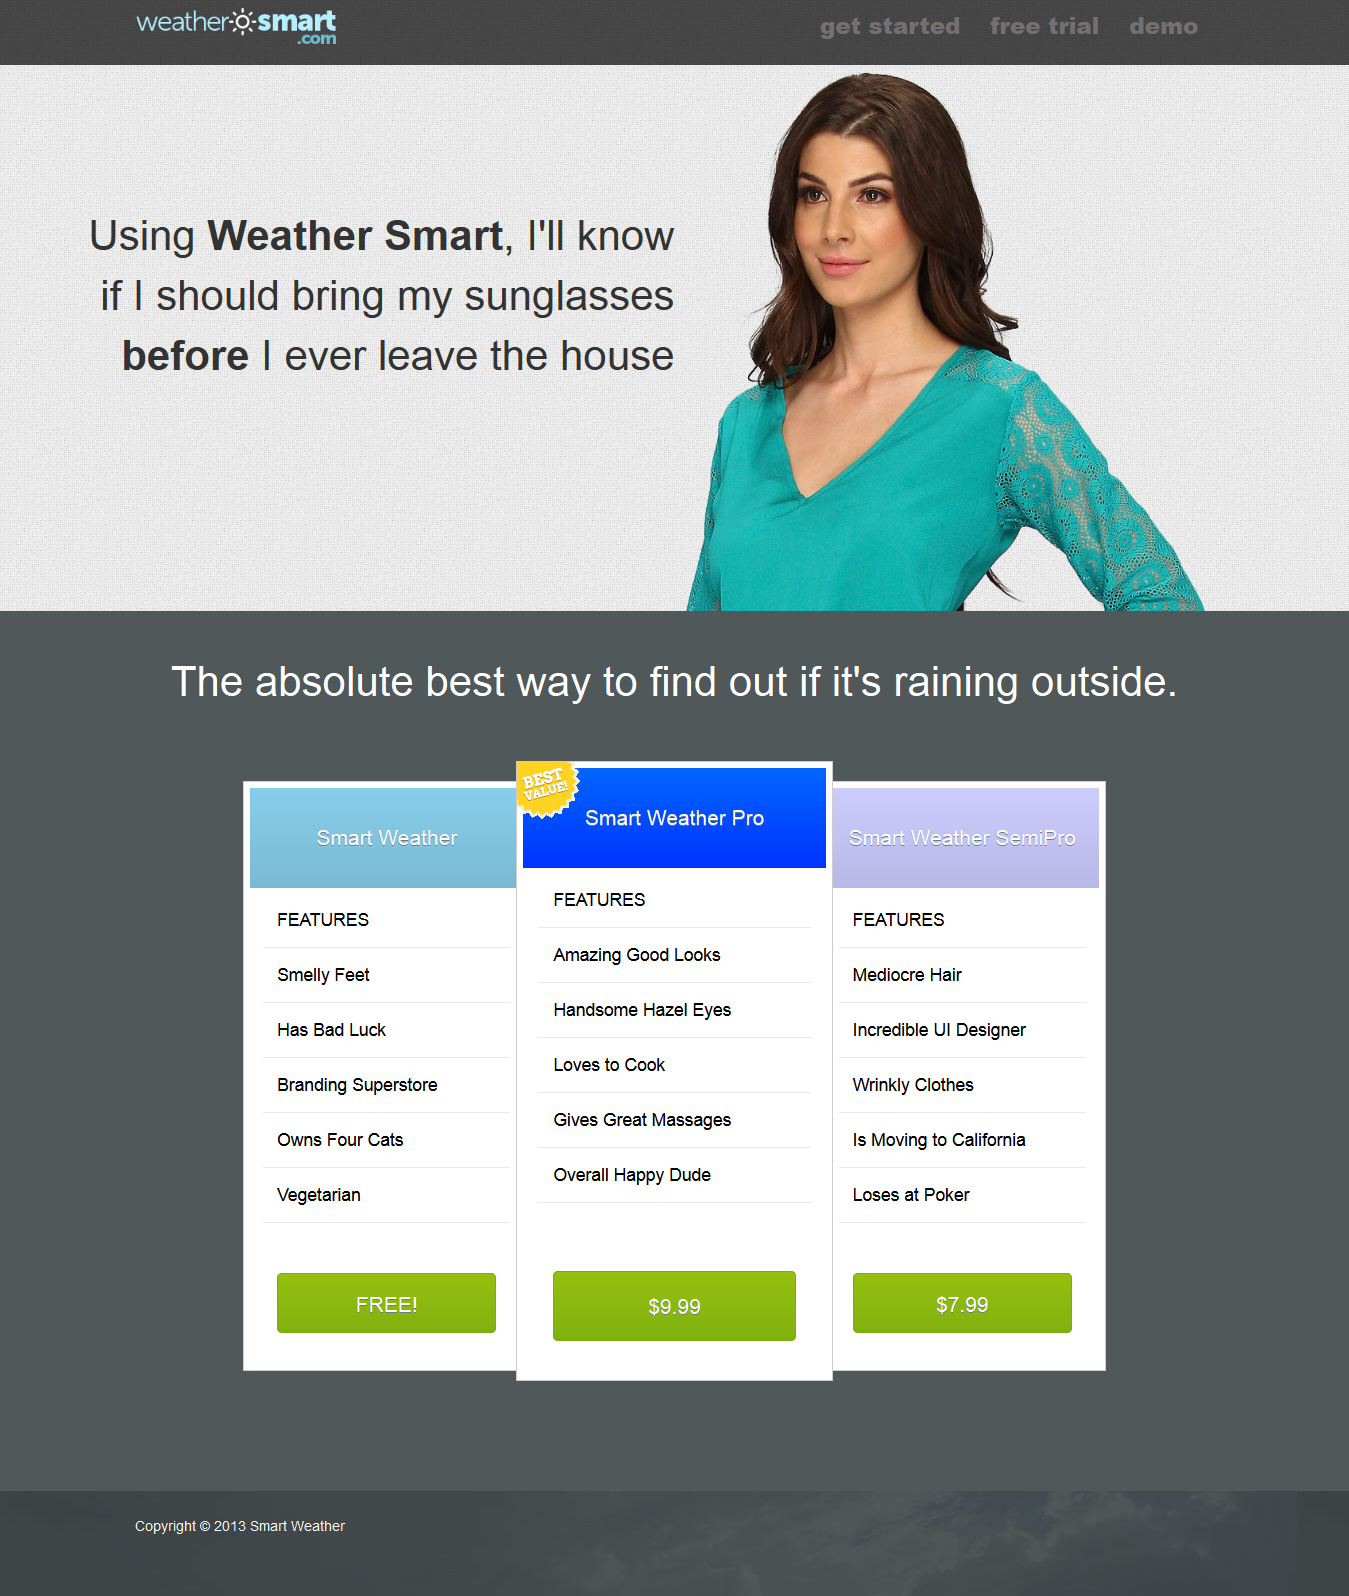 weather smart
.com
get started free trial demo
Using Weather Smart, I'll know
if I should bring my sunglasses
before I ever leave the house
The absolute best way to find out if it's raining outside.
Smart Weather
FEATURES
Smelly Feet
Has Bad Luck
Branding Superstore
Owns Four Cats
Vegetarian
FREE!
BEST
VALUE!
Smart Weather Pro
FEATURES
Amazing Good Looks
Handsome Hazel Eyes
Loves to Cook
Gives Great Massages
Overall Happy Dude
$9.99
Smart Weather SemiPro
FEATURES
Mediocre Hair
Incredible UI Designer
Wrinkly Clothes
Is Moving to California
Loses at Poker
$7.99
Copyright © 2013 Smart Weather